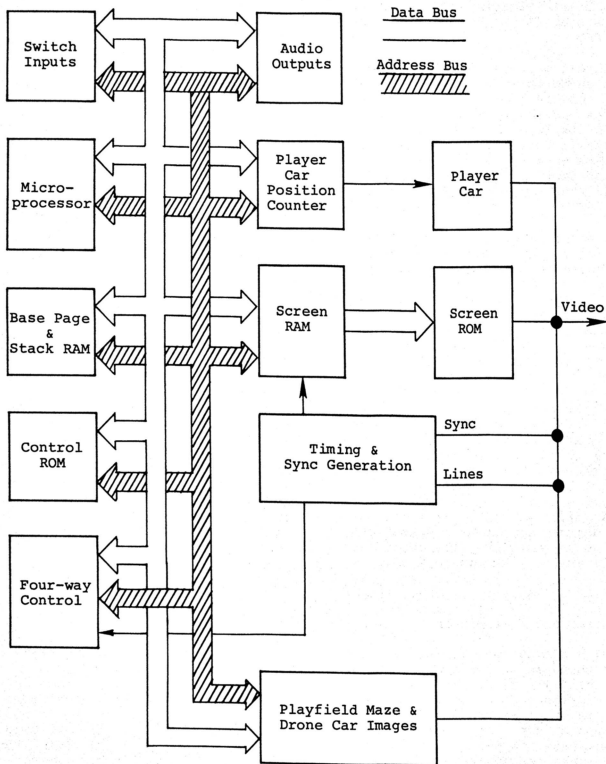 Data Bus
Address Bus
Switch
Inputs
Audio
Outputs
Micro-
processor
Player
Car
Position
Counter
Player
Car
Base Page
&
Stack RAM
Screen
RAM
Screen
ROM
Video
Control
ROM
Timing &
Sync Generation
Sync
Lines
Four-way
Control
Playfield Maze &
Drone Car Images